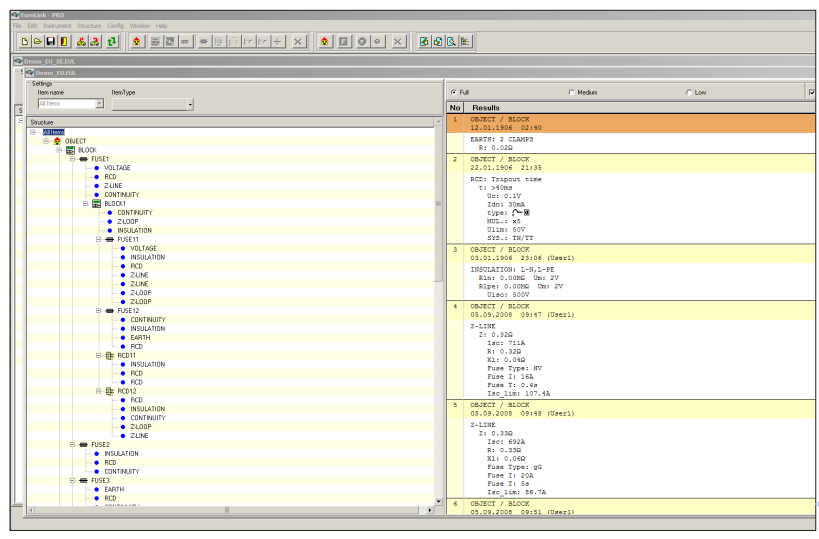 EuroLink - PRO
File Edit Instrument Structure Config Window Help
Demo_EU_XE.EUL
Demo_EU.EUL
Settings
Item name
ItemType
All Items
Full
Medium
Low
Structure
All Items
OBJECT
BLOCK
FUSE1
VOLTAGE
RCD
Z-LINE
CONTINUITY
BLOCK1
CONTINUITY
Z-LOOP
INSULATION
FUSE11
VOLTAGE
INSULATION
RCD
Z-LINE
Z-LINE
Z-LOOP
Z-LOOP
FUSE12
CONTINUITY
INSULATION
EARTH
RCD
RCD11
INSULATION
RCD
RCD
RCD12
RCD
INSULATION
CONTINUITY
Z-LOOP
Z-LINE
FUSE2
INSULATION
RCD
CONTINUITY
FUSE3
EARTH
RCD
No Results
1 OBJECT / BLOCK
12.01.1906 02:40
EARTH: 2 CLAMPS
R: 0.02Ω
2 OBJECT / BLOCK
22.01.1906 21:35
RCD: Tripout time
t: >40ms
Uc: 0.1V
Idn: 30mA
type:
MUL.: x5
Ulim: 50V
SYS.: TN/TT
3 OBJECT / BLOCK
03.01.1906 23:06 (User1)
INSULATION: L-N,L-PE
Rln: 0.00MΩ Um: 2V
Rlpe: 0.00MΩ Um: 2V
Uiso: 500V
4 OBJECT / BLOCK
05.09.2008 09:47 (User1)
Z-LINE
Z: 0.32Ω
Isc: 711A
R: 0.32Ω
Xl: 0.04Ω
Fuse Type: NV
Fuse I: 16A
Fuse T: 0.4s
Isc_lim: 107.4A
5 OBJECT / BLOCK
05.09.2008 09:48 (User1)
Z-LINE
Z: 0.33Ω
Isc: 692A
R: 0.33Ω
Xl: 0.06Ω
Fuse Type: gG
Fuse I: 20A
Fuse T: 5s
Isc_lim: 86.7A
6 OBJECT / BLOCK
05.09.2008 09:51 (User1)